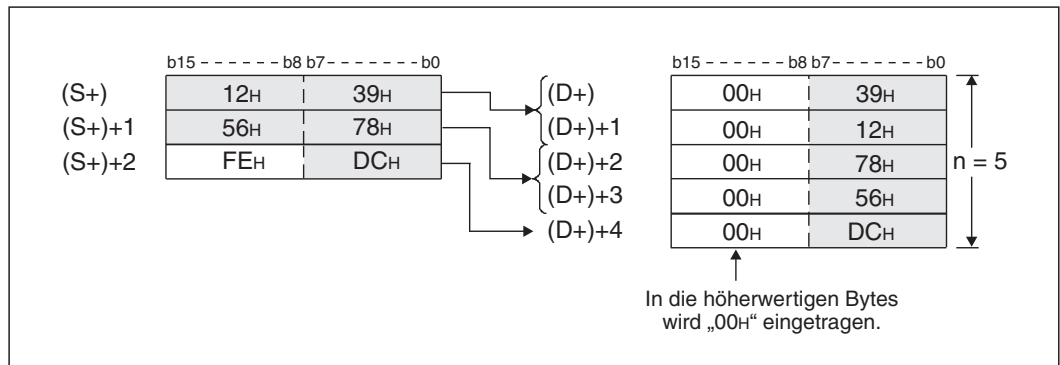 b15 - - - - - - b8 b7- - - - - - - b0
(S+) 12H 39H
(S+)+1 56H 78H
(S+)+2 FEH DCH
(D+)
(D+)+1
(D+)+2
(D+)+3
(D+)+4
b15 - - - - - - b8 b7- - - - - - - b0
00H 39H
00H 12H
00H 78H
00H 56H
00H DCH
n = 5
In die höherwertigen Bytes
wird „00H“ eingetragen.